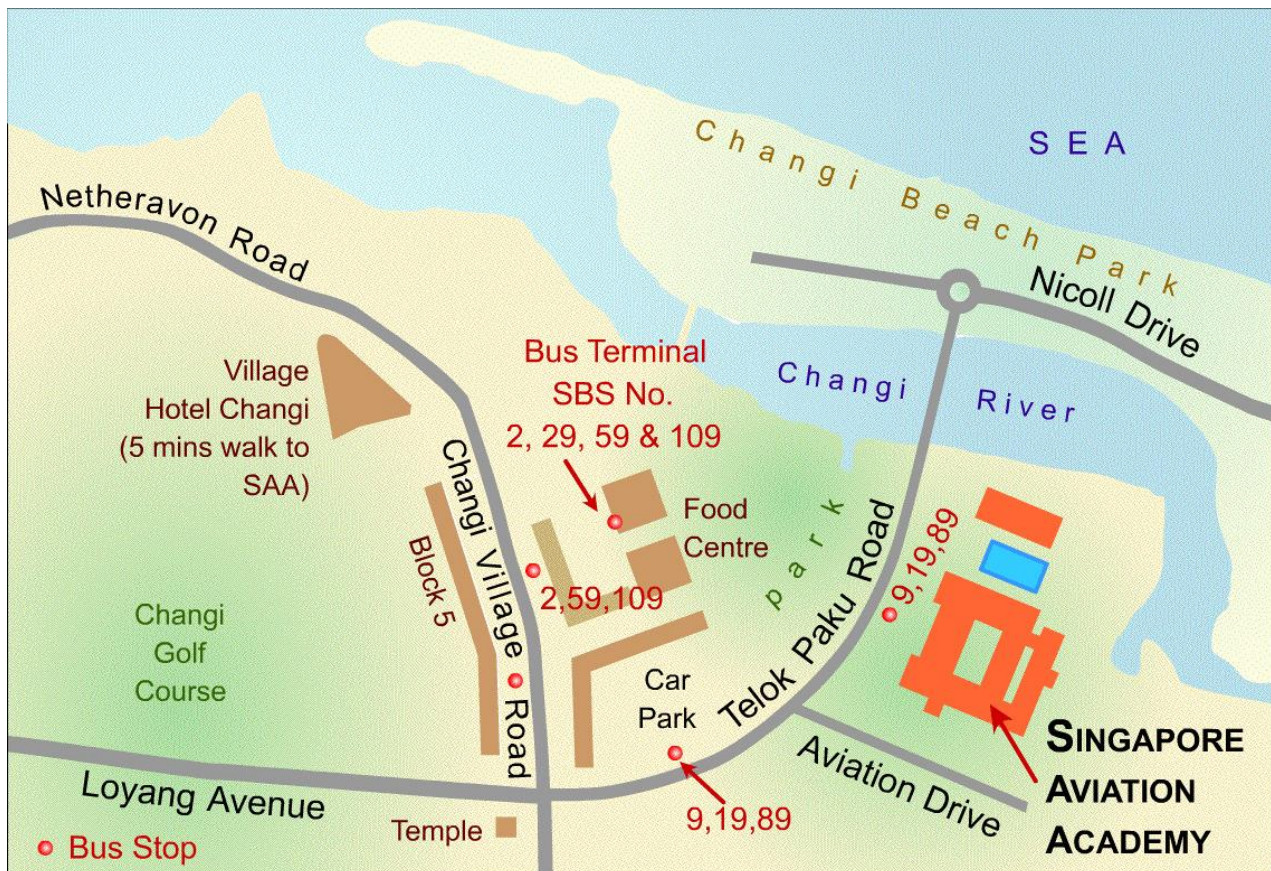 SEA
Changi Beach Park
Nicoll Drive
Netheravon Road
Bus Terminal
SBS No.
2, 29, 59 & 109
Changi River
Village
Hotel Changi
(5 mins walk to
SAA)
Changi Village Road
Food
Centre
park
Block 5
2,59,109
9,19,89
Telok Paku Road
Changi
Golf
Course
Car
Park
SINGAPORE
AVIATION
ACADEMY
Aviation Drive
Loyang Avenue
9,19,89
Temple
Bus Stop